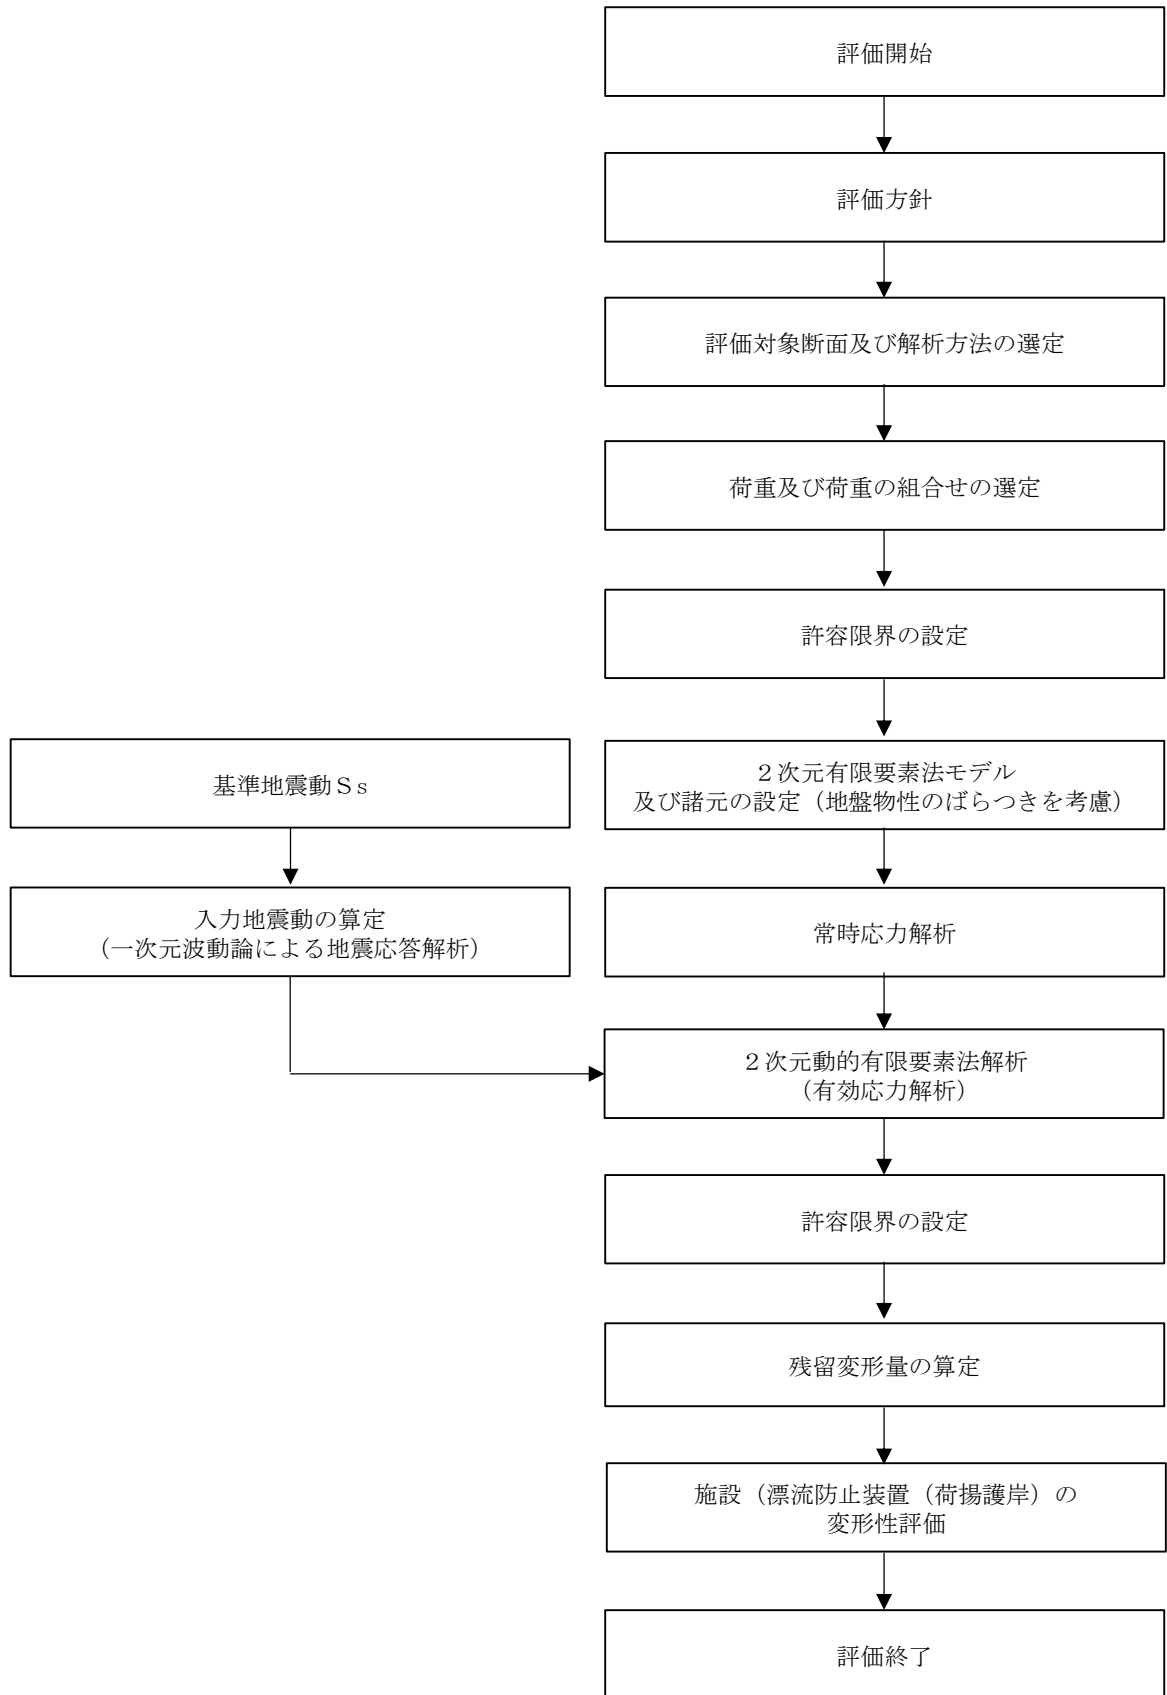 評価開始
評価方針
評価対象断面及び解析方法の選定
荷重及び荷重の組合せの選定
許容限界の設定
基準地震動Ｓｓ
２次元有限要素法モデル
及び諸元の設定（地盤物性のばらつきを考慮）
入力地震動の算定
（一次元波動論による地震応答解析）
常時応力解析
２次元動的有限要素法解析
（有効応力解析）
許容限界の設定
残留変形量の算定
施設（漂流防止装置（荷揚護岸）の
変形性評価
評価終了